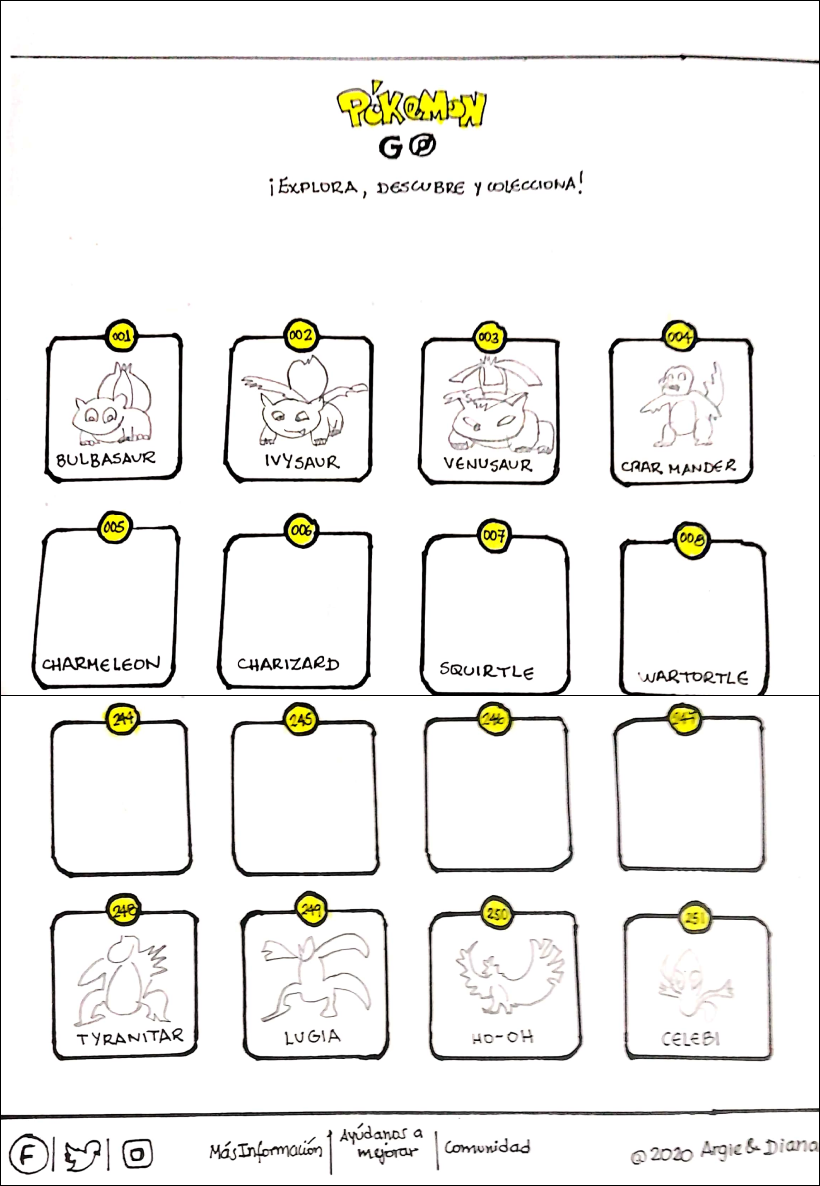 POKEMON
GO
¡EXPLORA, DESCUBRE Y COLECCIONA!
001 002 003 004
BULBASAUR IVYSAUR VENUSAUR CHARMANDER
005 006 007 008
CHARMELEON CHARIZARD SQUIRTLE WARTORTLE
244 245 246 247
248 249 250 251
TYRANITAR LUGIA HO-OH CELEBI
F
Más Información | Ayúdanos a mejorar | Comunidad
@2020 Argie & Diana